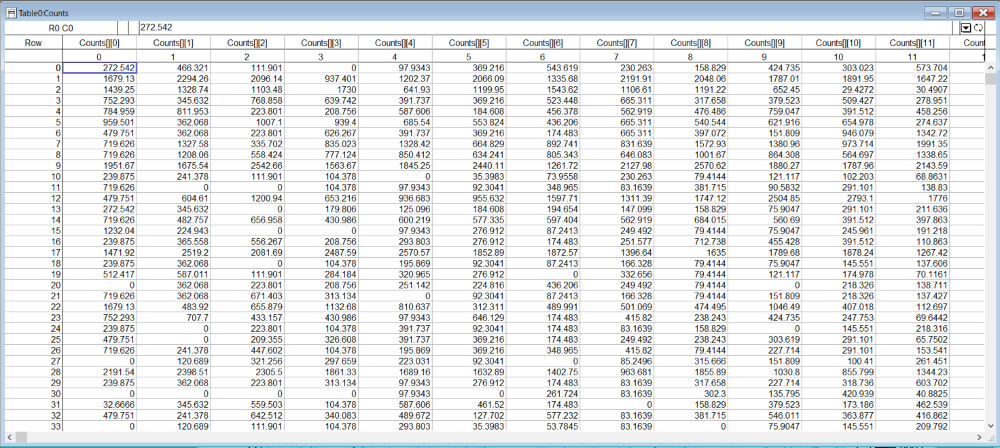 Table0:Counts
R0 C0 272.542
Row Counts[][0] Counts[][1] Counts[][2] Counts[][3] Counts[][4] Counts[][5] Counts[][6] Counts[][7] Counts[][8] Counts[][9] Counts[][10] Counts[][11] Count
0 1 2 3 4 5 6 7 8 9 10 11 1
0 272.542 466.321 111.901 0 97.9343 369.216 543.619 230.263 158.829 424.735 303.023 573.704
1 1679.13 2294.26 2096.14 937.401 1202.37 2066.09 1335.68 2191.91 2048.06 1787.01 1891.95 1647.22
2 1439.25 1328.74 1103.48 1730 641.93 1199.95 1543.62 1106.61 1191.22 652.45 29.4272 30.4907
3 752.293 345.632 768.858 639.742 391.737 369.216 523.448 665.311 317.658 379.523 509.427 278.951
4 784.959 811.953 223.801 208.756 587.606 184.608 456.378 562.919 476.486 759.047 391.512 458.256
5 959.501 362.068 1007.1 939.4 685.54 553.824 436.206 665.311 540.544 621.916 654.978 274.637
6 479.751 362.068 223.801 626.267 391.737 369.216 174.483 665.311 397.072 151.809 946.079 1342.72
7 719.626 1327.58 335.702 835.023 1328.42 664.829 892.741 831.639 1572.93 1380.96 973.714 1991.35
8 719.626 1208.06 558.424 777.124 850.412 634.241 805.343 646.083 1001.67 864.308 564.697 1338.65
9 1951.67 1675.54 2542.66 1563.67 1845.25 2440.11 1261.72 2127.98 2570.62 1880.27 1787.96 2143.59
10 239.875 241.378 111.901 104.378 0 35.3983 73.9558 230.263 79.4144 121.117 102.203 68.8631
11 719.626 0 0 104.378 97.9343 92.3041 348.965 83.1639 381.715 90.5832 291.101 138.83
12 479.751 604.61 1200.94 653.216 936.683 955.632 1597.71 1311.39 1747.12 2504.85 2793.1 1776
13 272.542 345.632 0 179.806 125.096 184.608 194.654 147.099 158.829 75.9047 291.101 211.636
14 719.626 482.757 656.958 430.986 600.219 577.335 597.404 562.919 684.015 560.69 391.512 397.863
15 1232.04 224.943 0 0 97.9343 276.912 87.2413 249.492 79.4144 75.9047 245.961 191.218
16 239.875 365.558 556.267 208.756 293.803 276.912 174.483 251.577 712.738 455.428 391.512 110.863
17 1471.92 2519.2 2081.69 2487.59 2570.57 1852.89 1872.57 1396.64 1635 1789.68 1878.24 1267.42
18 239.875 362.068 0 104.378 195.869 92.3041 87.2413 166.328 79.4144 75.9047 145.551 137.606
19 512.417 587.011 111.901 284.184 320.965 276.912 0 332.656 79.4144 121.117 174.978 70.1161
20 0 362.068 223.801 208.756 251.142 224.816 436.206 249.492 79.4144 0 218.326 138.711
21 719.626 362.068 671.403 313.134 0 92.3041 87.2413 166.328 79.4144 151.809 218.326 137.427
22 1679.13 483.92 655.879 1132.68 810.637 312.311 489.991 501.069 474.495 1046.49 407.018 112.697
23 752.293 707.7 433.157 430.986 97.9343 646.129 174.483 415.82 238.243 424.735 247.753 69.6442
24 239.875 0 223.801 104.378 391.737 92.3041 174.483 83.1639 158.829 0 145.551 218.316
25 479.751 0 209.355 326.608 391.737 369.216 174.483 249.492 238.243 303.619 291.101 65.7502
26 719.626 241.378 447.602 104.378 195.869 369.216 348.965 415.82 79.4144 227.714 291.101 153.541
27 0 120.689 321.256 297.659 223.031 92.3041 0 85.2496 315.666 151.809 100.41 261.451
28 2191.54 2398.51 2305.5 1861.33 1689.16 1632.89 1402.75 963.681 1855.89 1030.8 855.799 1344.23
29 239.875 362.068 223.801 313.134 97.9343 276.912 174.483 83.1639 317.658 227.714 318.736 603.702
30 0 0 0 0 97.9343 0 261.724 83.1639 302.3 135.795 420.939 40.8825
31 32.6666 345.632 559.503 104.378 587.606 461.52 174.483 0 158.829 379.523 173.186 462.539
32 479.751 241.378 642.512 340.083 489.672 127.702 577.232 83.1639 381.715 546.011 363.877 416.862
33 0 120.689 111.901 104.378 293.803 35.3983 53.7845 83.1639 0 75.9047 145.551 209.792